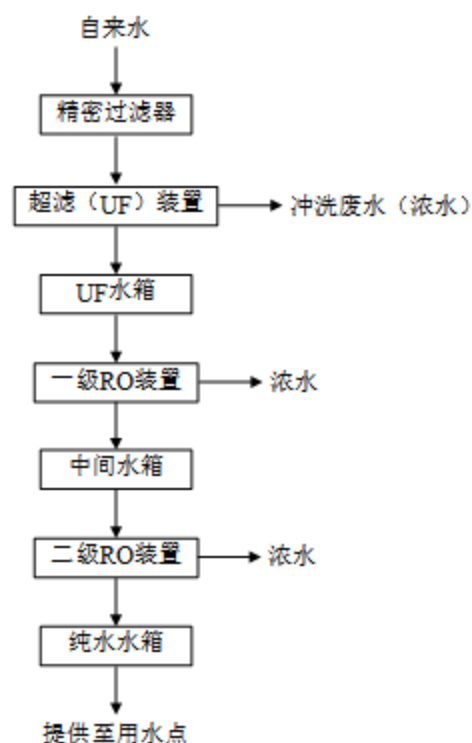 自来水
精密过滤器
超滤（UF）装置
冲洗废水（浓水）
UF水箱
一级RO装置
浓水
中间水箱
二级RO装置
浓水
纯水水箱
提供至用水点